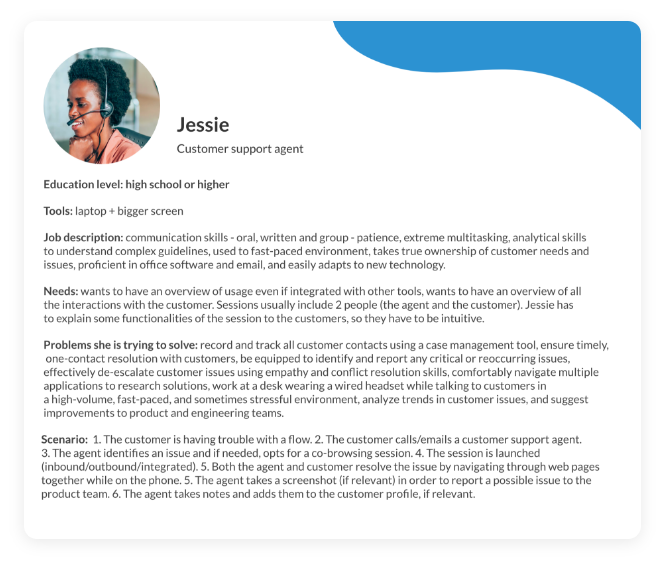 Jessie
Customer support agent
Education level: high school or higher
Tools: laptop + bigger screen
Job description: communication skills - oral, written and group - patience, extreme multitasking, analytical skills
to understand complex guidelines, used to fast-paced environment, takes true ownership of customer needs and
issues, proficient in office software and email, and easily adapts to new technology.
Needs: wants to have an overview of usage even if integrated with other tools, wants to have an overview of all
the interactions with the customer. Sessions usually include 2 people (the agent and the customer). Jessie has
to explain some functionalities of the session to the customers, so they have to be intuitive.
Problems she is trying to solve: record and track all customer contacts using a case management tool, ensure timely,
one-contact resolution with customers, be equipped to identify and report any critical or reoccurring issues,
effectively de-escalate customer issues using empathy and conflict resolution skills, comfortably navigate multiple
applications to research solutions, work at a desk wearing a wired headset while talking to customers in
a high-volume, fast-paced, and sometimes stressful environment, analyze trends in customer issues, and suggest
improvements to product and engineering teams.
Scenario: 1. The customer is having trouble with a flow. 2. The customer calls/emails a customer support agent.
3. The agent identifies an issue and if needed, opts for a co-browsing session. 4. The session is launched
(inbound/outbound/integrated). 5. Both the agent and customer resolve the issue by navigating through web pages
together while on the phone. 5. The agent takes a screenshot (if relevant) in order to report a possible issue to the
product team. 6. The agent takes notes and adds them to the customer profile, if relevant.